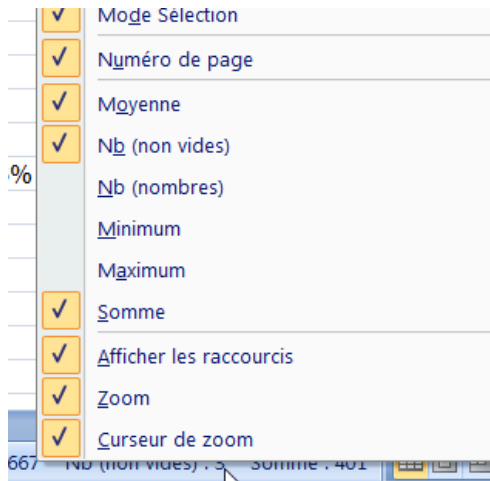 Mode Sélection
Numéro de page
Moyenne
Nb (non vides)
%
Nb (nombres)
Minimum
Maximum
Somme
Afficher les raccourcis
Zoom
Curseur de zoom
667 Nb (non vides) : 3 Somme : 401